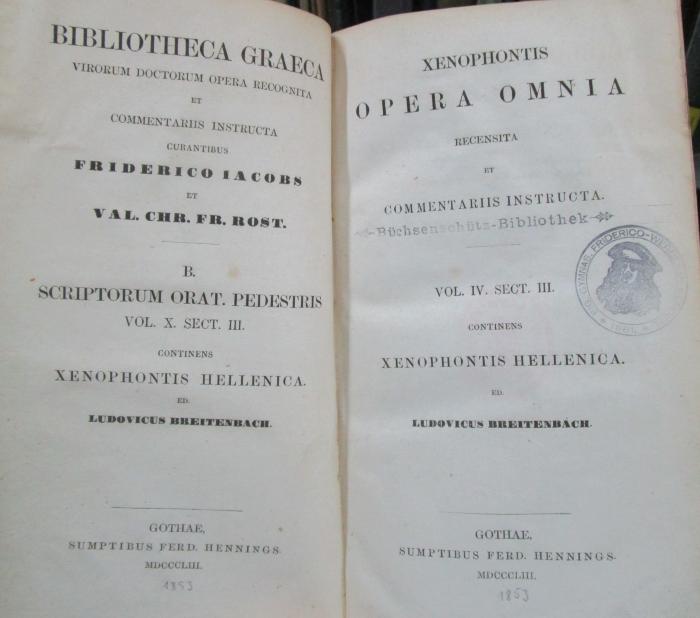 BIBLIOTHECA GRAECA
VIRORUM DOCTORUM OPERA RECOGNITA
ET
COMMENTARIIS INSTRUCTA
CURANTIBUS
FRIDERICO IACOBS
ET
VAL. CHR. FR. ROST.
B.
SCRIPTORUM ORAT. PEDESTRIS
VOL. X. SECT. III.
CONTINENS
XENOPHONTIS HELLENICA.
ED.
LUDOVICUS BREITENBACH.
GOTHAE,
SUMPTIBUS FERD. HENNINGS.
MDCCCLIII.
1853
XENOPHONTIS
OPERA OMNIA
RECENSITA
ET
COMMENTARIIS INSTRUCTA.
Büchsenschütz-Bibliothek
GYMNAS. FRIDERICO
VOL. IV. SECT. III.
CONTINENS
XENOPHONTIS HELLENICA.
ED.
LUDOVICUS BREITENBACH.
GOTHAE,
SUMPTIBUS FERD. HENNINGS.
MDCCCLIII.
1853